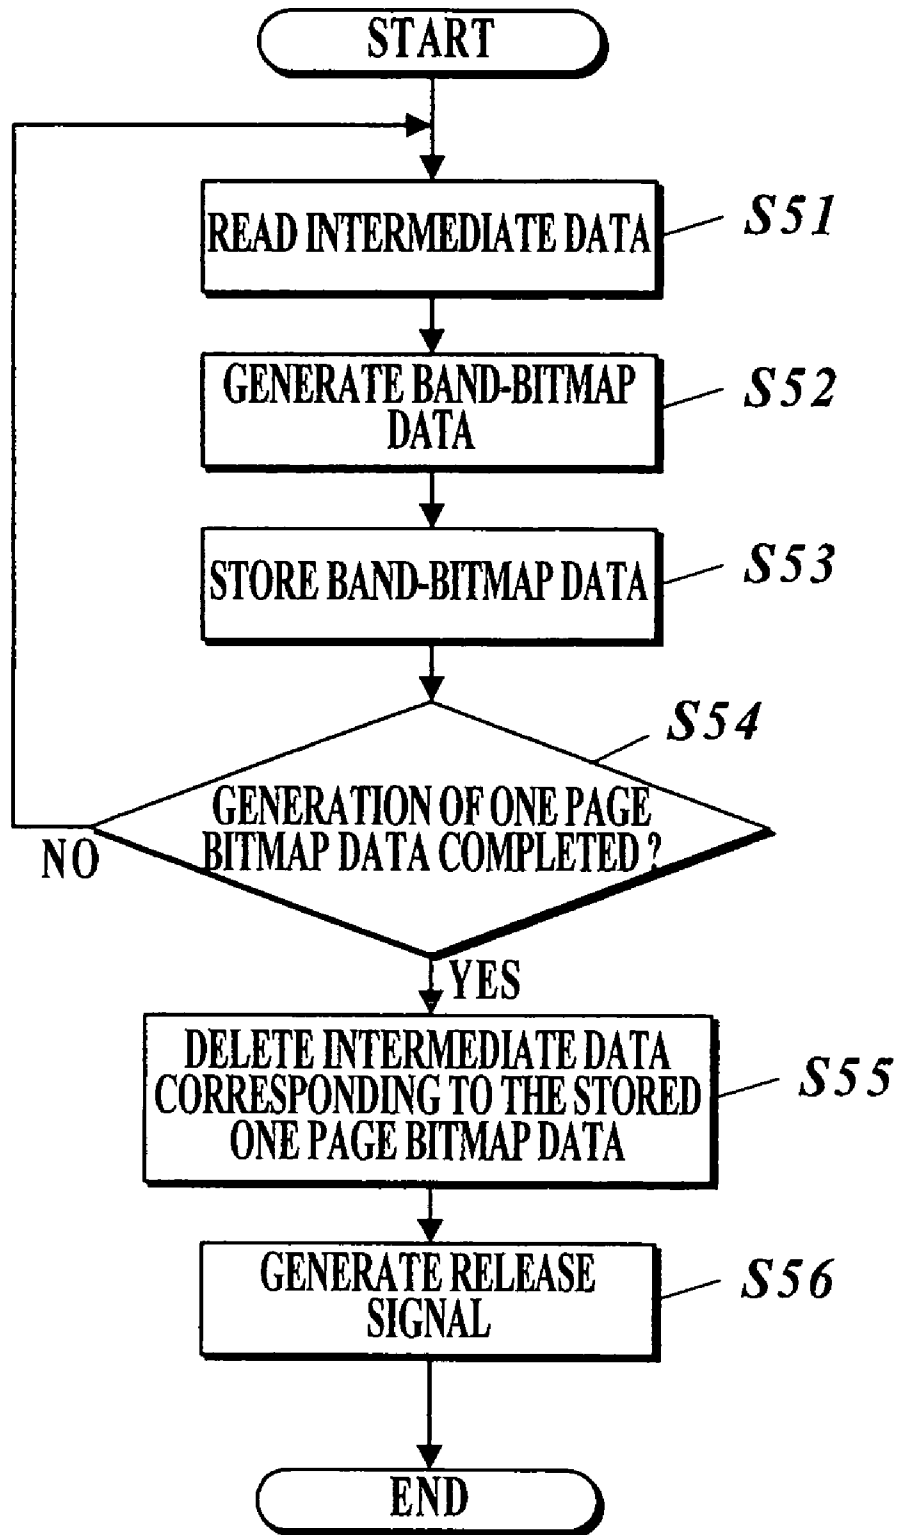 START
READ INTERMEDIATE DATA
S51
GENERATE BAND-BITMAP
DATA
S52
STORE BAND-BITMAP DATA
S53
S54
GENERATION OF ONE PAGE
BITMAP DATA COMPLETED ?
NO
YES
DELETE INTERMEDIATE DATA
CORRESPONDING TO THE STORED
ONE PAGE BITMAP DATA
S55
GENERATE RELEASE
SIGNAL
S56
END